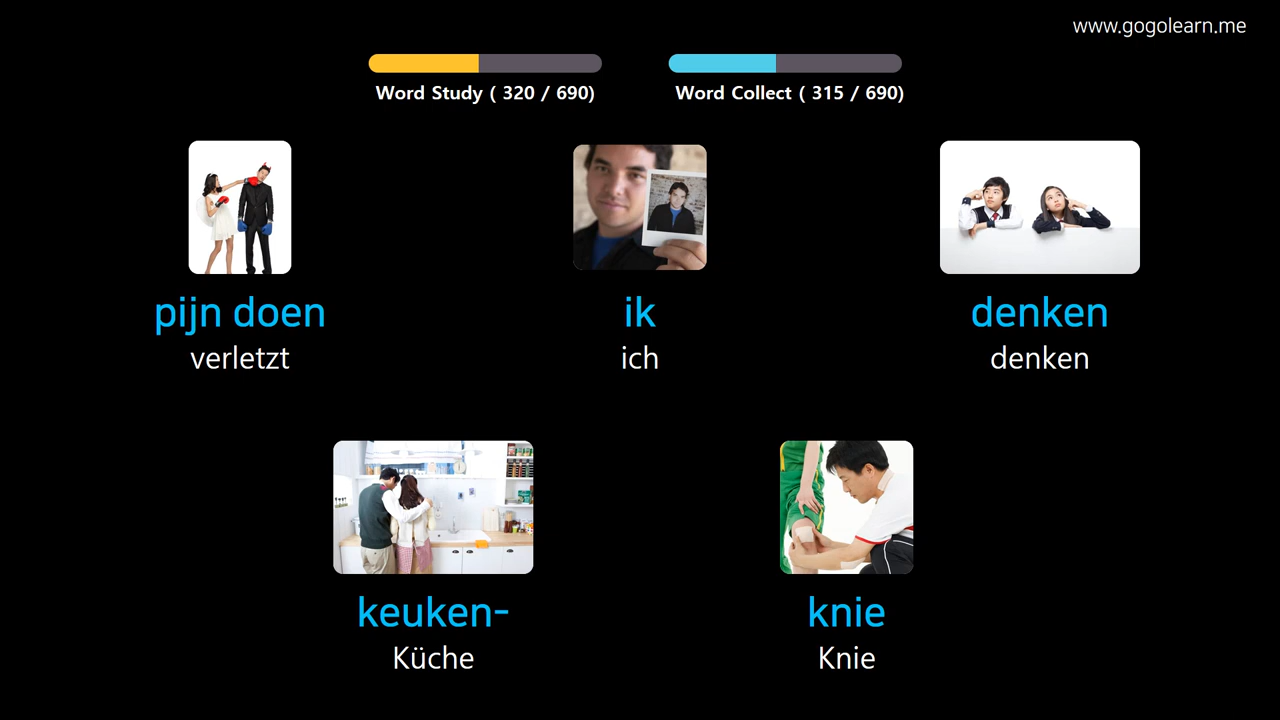 www.gogolearn.me
Word Study ( 320 / 690)
Word Collect ( 315 / 690)
pijn doen
verletzt
ik
ich
denken
denken
keuken-
Küche
knie
Knie